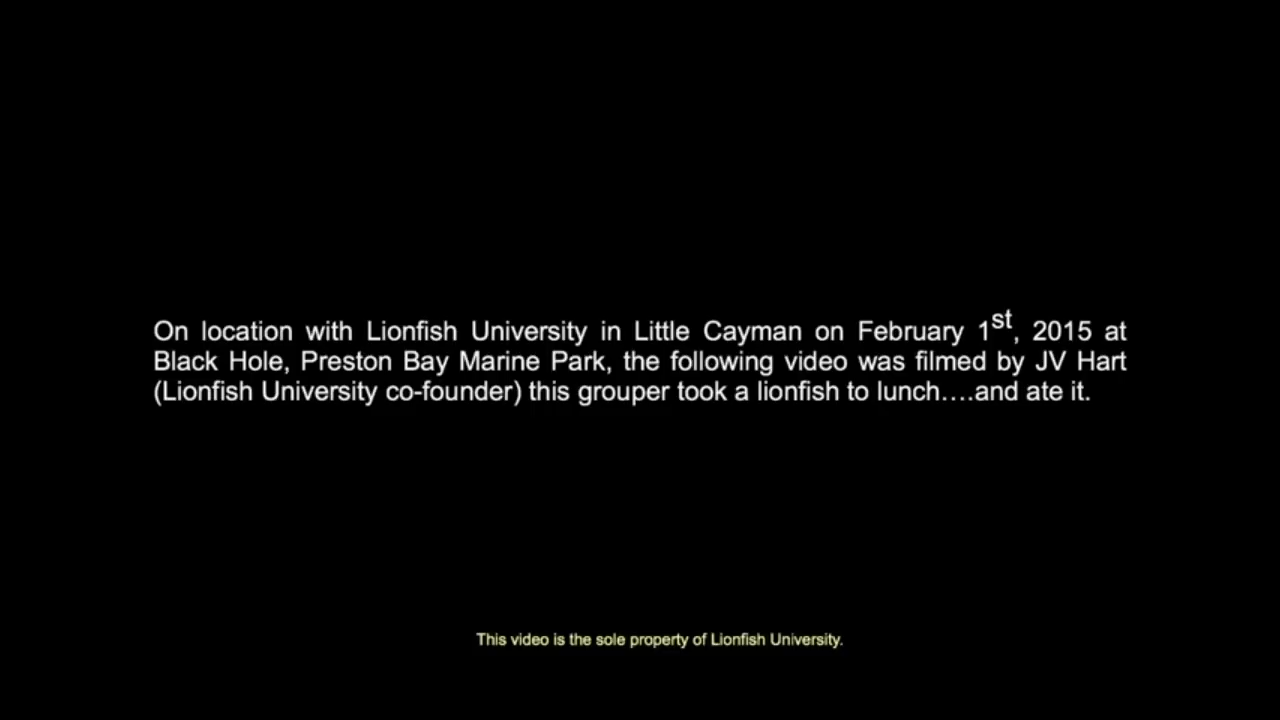 On location with Lionfish University in Little Cayman on February 1st, 2015 at
Black Hole, Preston Bay Marine Park, the following video was filmed by JV Hart
(Lionfish University co-founder) this grouper took a lionfish to lunch....and ate it.
This video is the sole property of Lionfish University.